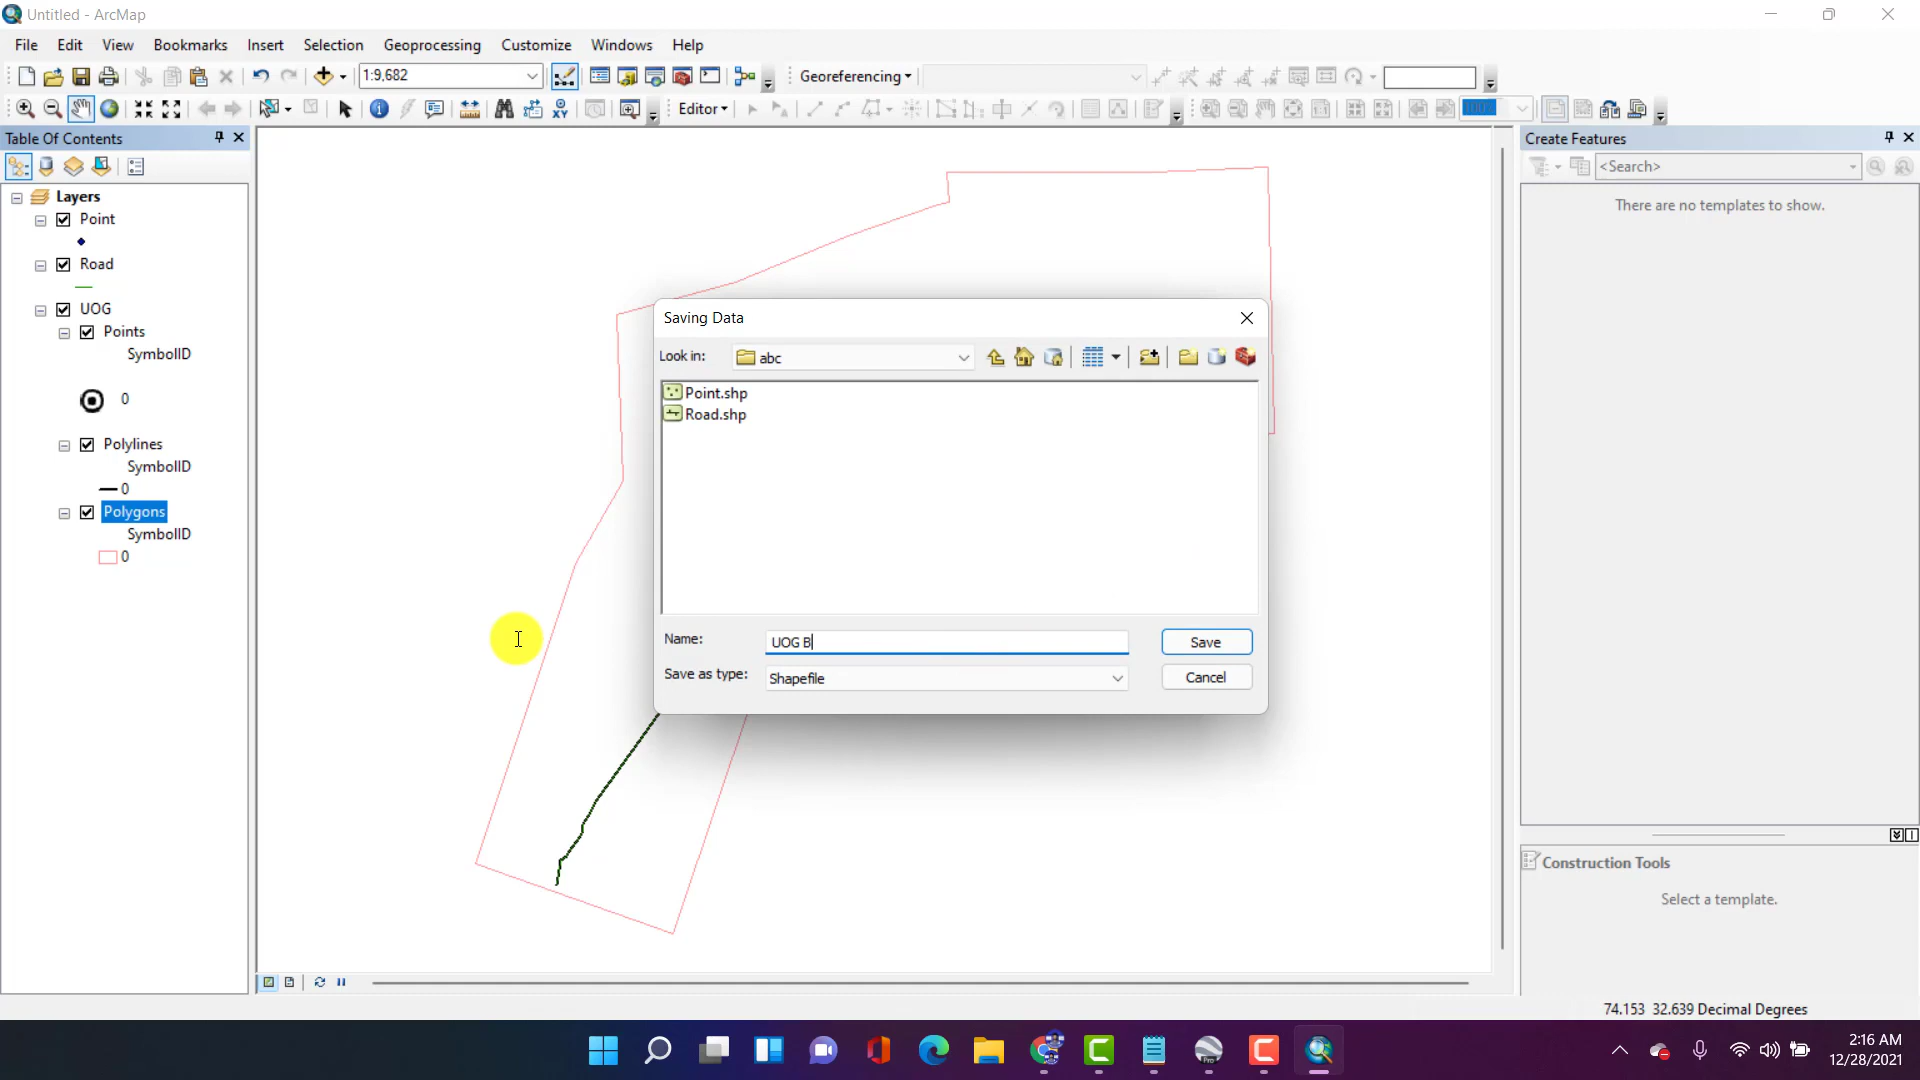 Untitled - ArcMap
File Edit View Bookmarks Insert Selection Geoprocessing Customize Windows Help
1:9,682
Georeferencing
Editor
Table Of Contents
Layers
Point
Road
UOG
Points
SymbolID
0
Polylines
SymbolID
0
Polygons
SymbolID
0
Saving Data
Look in:
abc
Point.shp
Road.shp
Name:
UOG B
Save
Save as type:
Shapefile
Cancel
Create Features
<Search>
There are no templates to show.
Construction Tools
Select a template.
74.153 32.639 Decimal Degrees
2:16 AM
12/28/2021